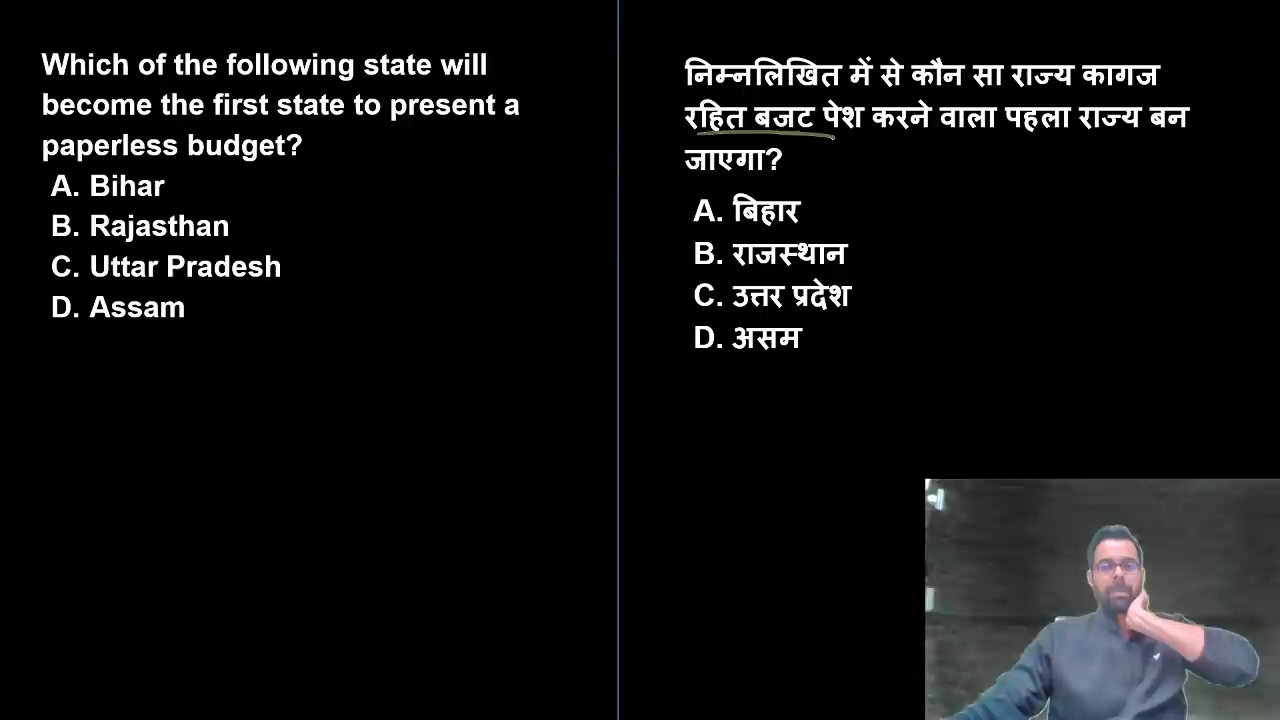 Which of the following state will
become the first state to present a
paperless budget?
A. Bihar
B. Rajasthan
C. Uttar Pradesh
D. Assam
निम्नलिखित में से कौन सा राज्य कागज
रहित बजट पेश करने वाला पहला राज्य बन
जाएगा?
A. बिहार
B. राजस्थान
C. उत्तर प्रदेश
D. असम